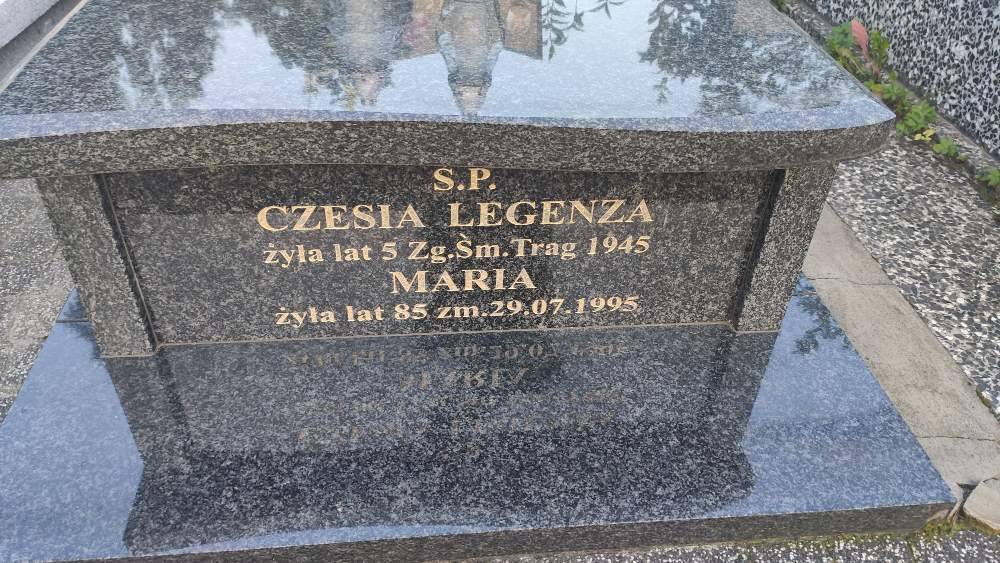 S.P.
CZESIA LEGENZA
żyła lat 5 Zg.Śm.Trag 1945
MARIA
żyła lat 85 zm.29.07.1995